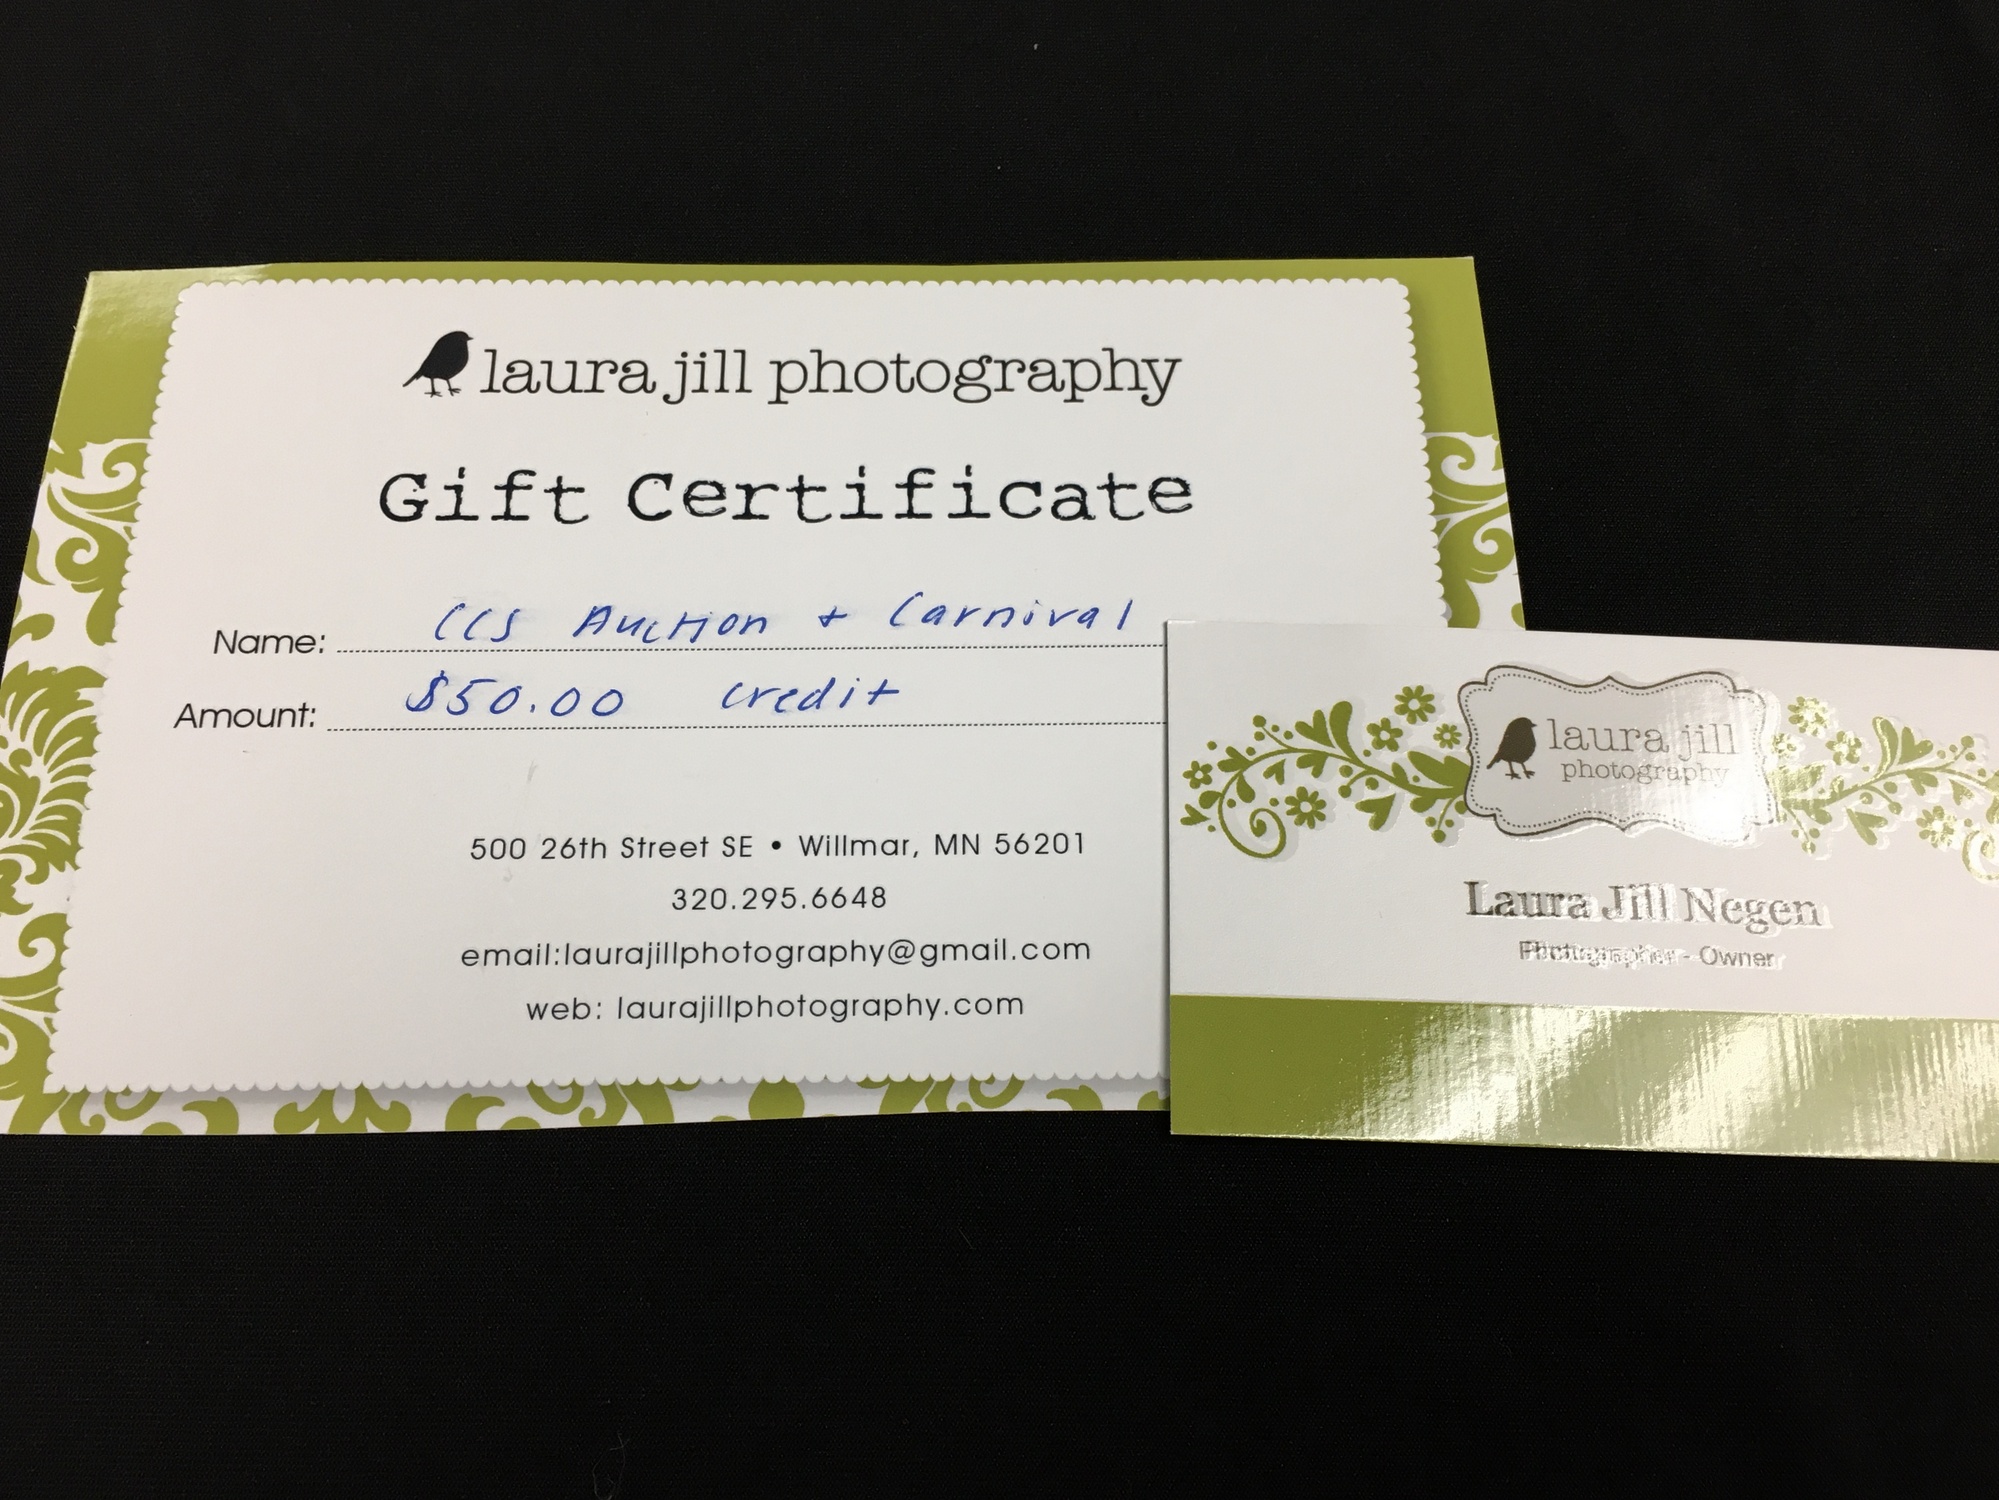 laura jill photography
Gift Certificate
Name: CCS Auction + Carnival
Amount: $50.00 credit
500 26th Street SE • Willmar, MN 56201
320.295.6648
email:laurajillphotography@gmail.com
web: laurajillphotography.com
laura jill
photography
Laura Jill Negen
Photographer - Owner